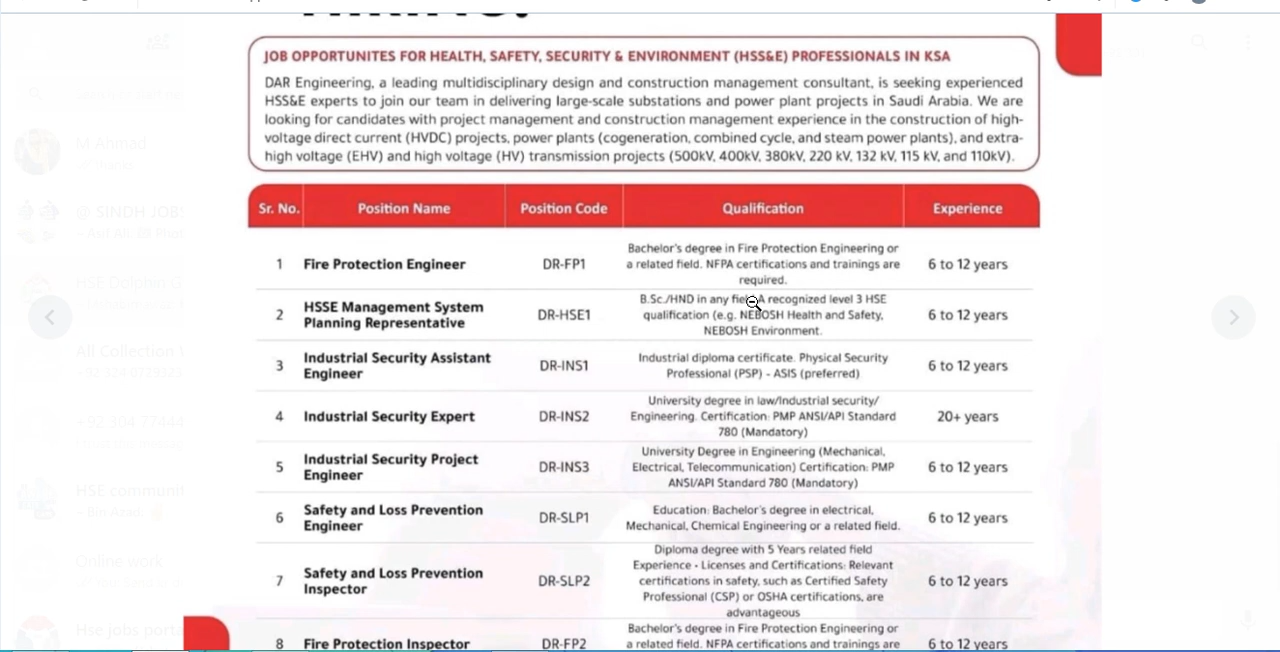 HIRING!
JOB OPPORTUNITES FOR HEALTH, SAFETY, SECURITY & ENVIRONMENT (HSS&E) PROFESSIONALS IN KSA
DAR Engineering, a leading multidisciplinary design and construction management consultant, is seeking experienced
HSS&E experts to join our team in delivering large-scale substations and power plant projects in Saudi Arabia. We are
looking for candidates with project management and construction management experience in the construction of high-
voltage direct current (HVDC) projects, power plants (cogeneration, combined cycle, and steam power plants), and extra-
high voltage (EHV) and high voltage (HV) transmission projects (500kV, 400kV, 380kV, 220 kV, 132 kV, 115 kV, and 110kV).
Sr. No. Position Name Position Code Qualification Experience
1 Fire Protection Engineer DR-FP1 Bachelor's degree in Fire Protection Engineering or
a related field. NFPA certifications and trainings are
required. 6 to 12 years
2 HSSE Management System
Planning Representative DR-HSE1 B.Sc./HND in any field A recognized level 3 HSE
qualification (e.g. NEBOSH Health and Safety,
NEBOSH Environment. 6 to 12 years
3 Industrial Security Assistant
Engineer DR-INS1 Industrial diploma certificate. Physical Security
Professional (PSP) - ASIS (preferred) 6 to 12 years
4 Industrial Security Expert DR-INS2 University degree in law/Industrial security/
Engineering. Certification: PMP ANSI/API Standard
780 (Mandatory) 20+ years
5 Industrial Security Project
Engineer DR-INS3 University Degree in Engineering (Mechanical,
Electrical, Telecommunication) Certification: PMP
ANSI/API Standard 780 (Mandatory) 6 to 12 years
6 Safety and Loss Prevention
Engineer DR-SLP1 Education: Bachelor's degree in electrical,
Mechanical, Chemical Engineering or a related field. 6 to 12 years
7 Safety and Loss Prevention
Inspector DR-SLP2 Diploma degree with 5 Years related field
Experience • Licenses and Certifications: Relevant
certifications in safety, such as Certified Safety
Professional (CSP) or OSHA certifications, are
advantageous 6 to 12 years
8 Fire Protection Inspector DR-FP2 Bachelor's degree in Fire Protection Engineering or
a related field. NFPA certifications and trainings are 6 to 12 years
M Ahmad
@ SINDH JOBS
HSE Dolphin
All Collection
HSE communit
Online work
Hse jobs porta